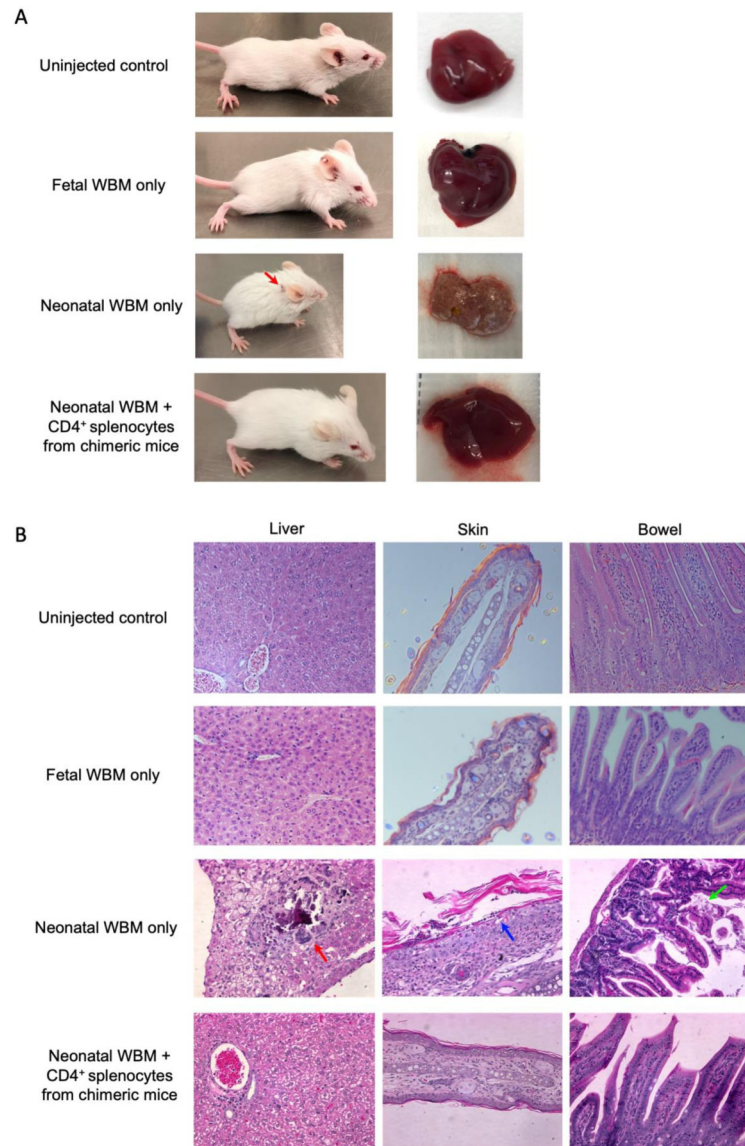 A
Uninjected control
Fetal WBM only
Neonatal WBM only
Neonatal WBM +
CD4⁺ splenocytes
from chimeric mice
B
Liver
Skin
Bowel
Uninjected control
Fetal WBM only
Neonatal WBM only
Neonatal WBM +
CD4⁺ splenocytes
from chimeric mice